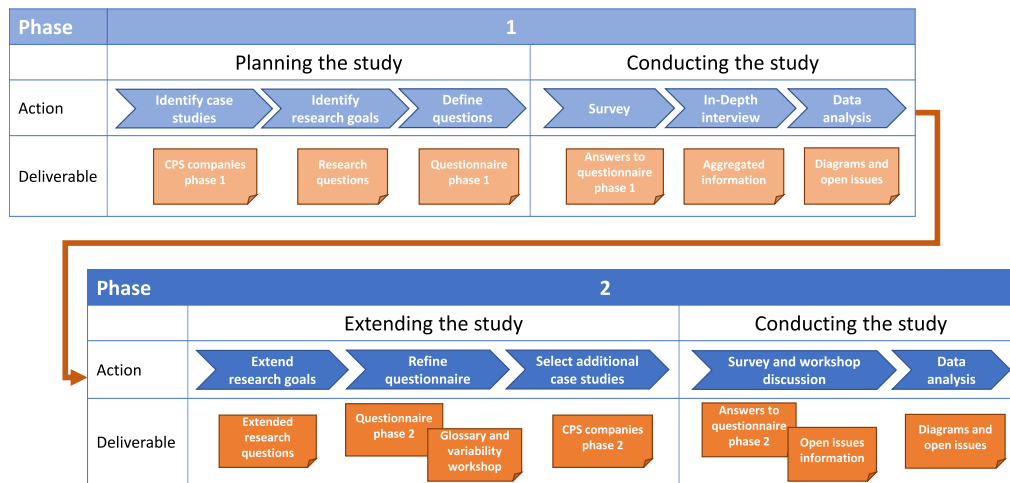 Phase 1
Planning the study Conducting the study
Action
Identify case
studies
Identify
research goals
Define
questions
Survey
In-Depth
interview
Data
analysis
Deliverable
CPS companies
phase 1
Research
questions
Questionnaire
phase 1
Answers to
questionnaire
phase 1
Aggregated
information
Diagrams and
open issues
Phase 2
Extending the study Conducting the study
Action
Extend
research goals
Refine
questionnaire
Select additional
case studies
Survey and workshop
discussion
Data
analysis
Deliverable
Extended
research
questions
Questionnaire
phase 2
Glossary and
variability
workshop
CPS companies
phase 2
Answers to
questionnaire
phase 2
Open issues
information
Diagrams and
open issues